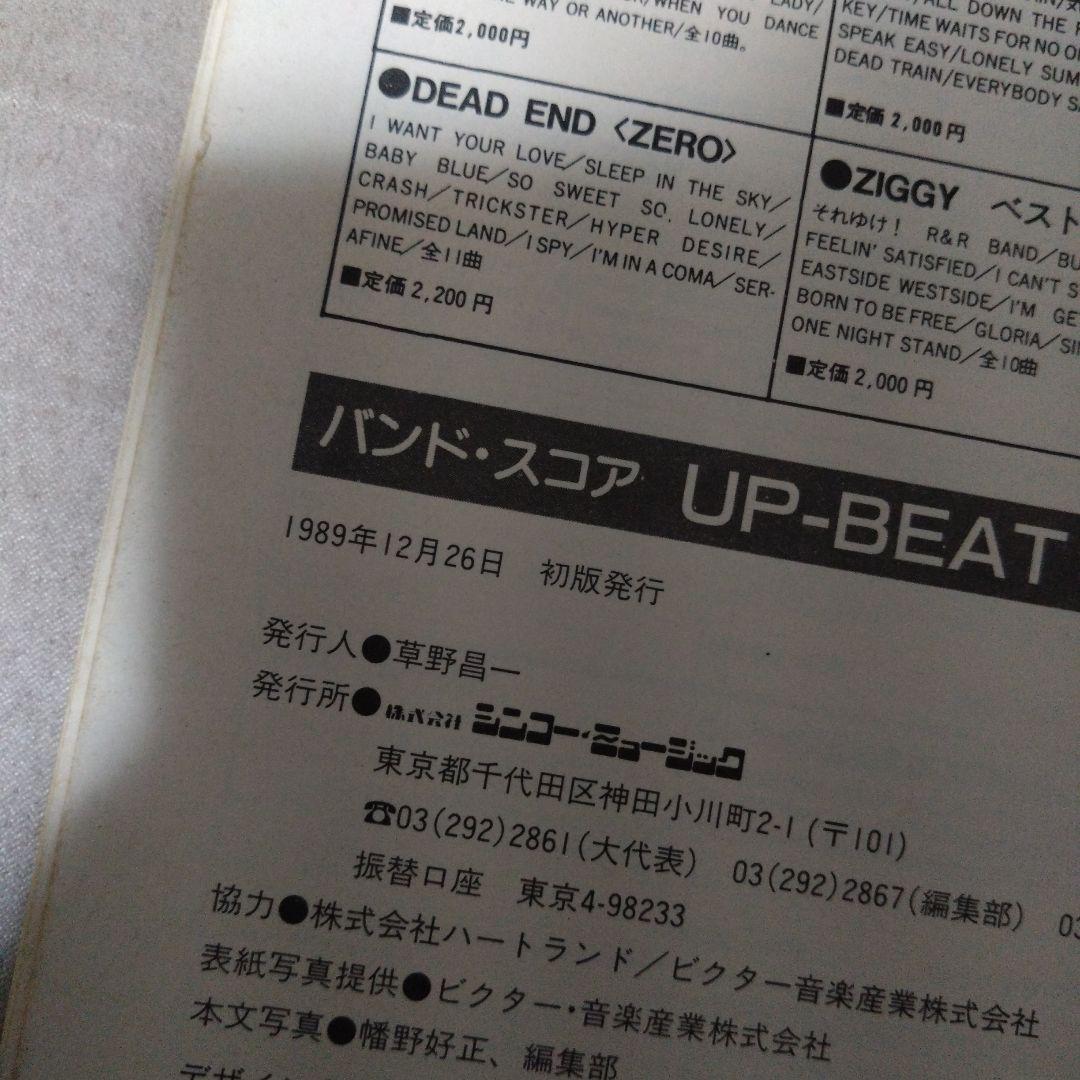 WAY OR ANOTHER/WHEN YOU DANCE
/全10曲。
■定価2,000円
●DEAD END 〈ZERO〉
I WANT YOUR LOVE/SLEEP IN THE SKY/
BABY BLUE/SO SWEET SO, LONELY/
CRASH/TRICKSTER/HYPER DESIRE/
PROMISED LAND/I SPY/I'M IN A COMA/SER-
AFINE/全11曲
■定価2,200円
ALL DOWN THE
KEY/TIME WAITS FOR NO
SPEAK EASY/LONELY
DEAD TRAIN/EVERYBODY
■定価2,000円
●ZIGGY ベスト
それゆけ! R&R BAND/
FEELIN' SATISFIED/I CAN'T
EASTSIDE WESTSIDE/I'M
BORN TO BE FREE/GLORIA/
ONE NIGHT STAND/全10曲
■定価2,000円
バンド・スコア UP-BEAT
1989年12月26日 初版発行
発行人●草野昌一
発行所●株式会社 シンコー・ミュージック
東京都千代田区神田小川町2-1(〒101)
☎03(292)2861(大代表) 03(292)2867(編集部)
振替口座 東京4-98233
協力●株式会社ハートランド/ビクター音楽産業株式会社
表紙写真提供●ビクター・音楽産業株式会社
本文写真●幡野好正、編集部